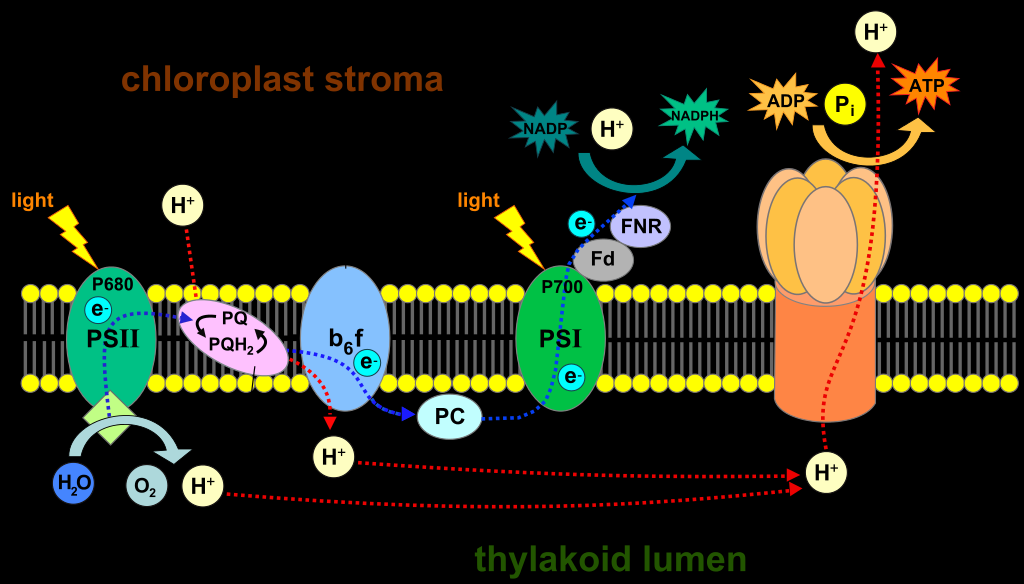 H⁺
chloroplast stroma
ADP
Pᵢ
ATP
NADP
H⁺
NADPH
light
H⁺
light
e⁻
FNR
Fd
P680
e⁻
PSII
PQ
PQH₂
b₆f
e⁻
P700
PSI
e⁻
PC
H₂O
O₂
H⁺
H⁺
H⁺
thylakoid lumen